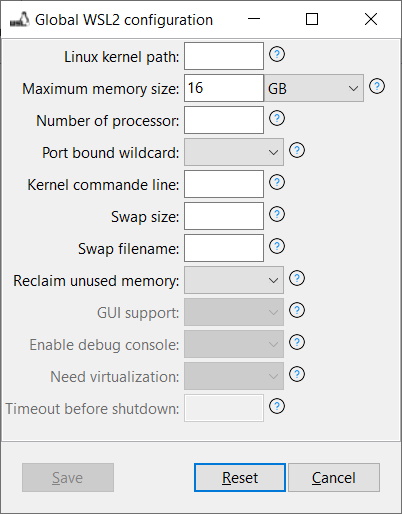 Global WSL2 configuration
Linux kernel path: ?
Maximum memory size: 16 GB ?
Number of processor: ?
Port bound wildcard: ?
Kernel commande line: ?
Swap size: ?
Swap filename: ?
Reclaim unused memory: ?
GUI support: ?
Enable debug console: ?
Need virtualization: ?
Timeout before shutdown: ?
Save Reset Cancel